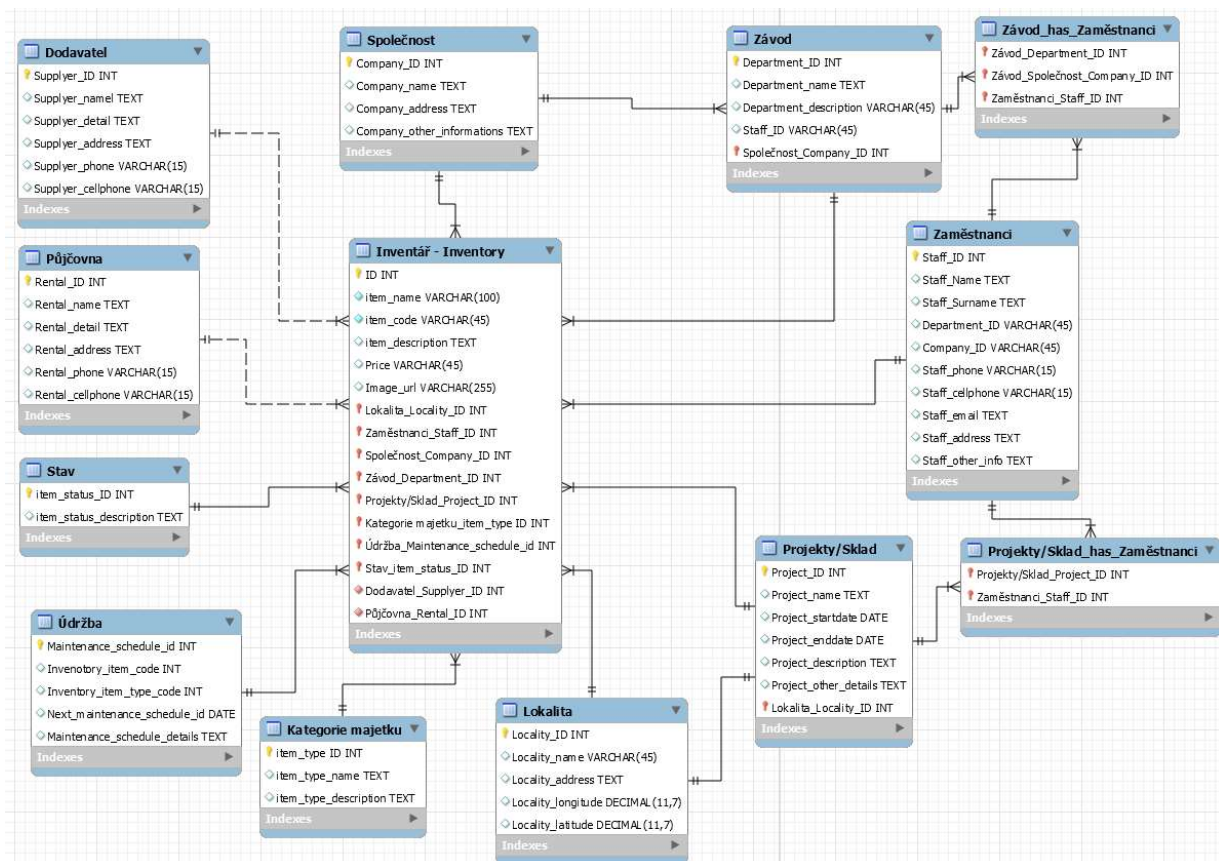 Dodavatel
Supplyer_ID INT
Supplyer_namel TEXT
Supplyer_detail TEXT
Supplyer_address TEXT
Supplyer_phone VARCHAR(15)
Supplyer_cellphone VARCHAR(15)
Indexes
Společnost
Company_ID INT
Company_name TEXT
Company_address TEXT
Company_other_informations TEXT
Indexes
Závod
Department_ID INT
Department_name TEXT
Department_description VARCHAR(45)
Staff_ID VARCHAR(45)
Společnost_Company_ID INT
Indexes
Závod_has_Zaměstnanci
Závod_Department_ID INT
Závod_Společnost_Company_ID INT
Zaměstnanci_Staff_ID INT
Indexes
Půjčovna
Rental_ID INT
Rental_name TEXT
Rental_detail TEXT
Rental_address TEXT
Rental_phone VARCHAR(15)
Rental_cellphone VARCHAR(15)
Indexes
Inventář - Inventory
ID INT
item_name VARCHAR(100)
item_code VARCHAR(45)
item_description TEXT
Price VARCHAR(45)
Image_url VARCHAR(255)
Lokalita_Locality_ID INT
Zaměstnanci_Staff_ID INT
Společnost_Company_ID INT
Závod_Department_ID INT
Projekty/Sklad_Project_ID INT
Kategorie majetku_item_type ID INT
Údržba_Maintenance_schedule_id INT
Stav_item_status_ID INT
Dodavatel_Supplyer_ID INT
Půjčovna_Rental_ID INT
Indexes
Zaměstnanci
Staff_ID INT
Staff_Name TEXT
Staff_Surname TEXT
Department_ID VARCHAR(45)
Company_ID VARCHAR(45)
Staff_phone VARCHAR(15)
Staff_cellphone VARCHAR(15)
Staff_email TEXT
Staff_address TEXT
Staff_other_info TEXT
Indexes
Stav
item_status_ID INT
item_status_description TEXT
Indexes
Projekty/Sklad
Project_ID INT
Project_name TEXT
Project_startdate DATE
Project_enddate DATE
Project_description TEXT
Project_other_details TEXT
Lokalita_Locality_ID INT
Indexes
Projekty/Sklad_has_Zaměstnanci
Projekty/Sklad_Project_ID INT
Zaměstnanci_Staff_ID INT
Indexes
Údržba
Maintenance_schedule_id INT
Invenotory_item_code INT
Inventory_item_type_code INT
Next_maintenance_schedule_id DATE
Maintenance_schedule_details TEXT
Indexes
Kategorie majetku
item_type ID INT
item_type_name TEXT
item_type_description TEXT
Indexes
Lokalita
Locality_ID INT
Locality_name VARCHAR(45)
Locality_address TEXT
Locality_longitude DECIMAL(11,7)
Locality_latitude DECIMAL(11,7)
Indexes